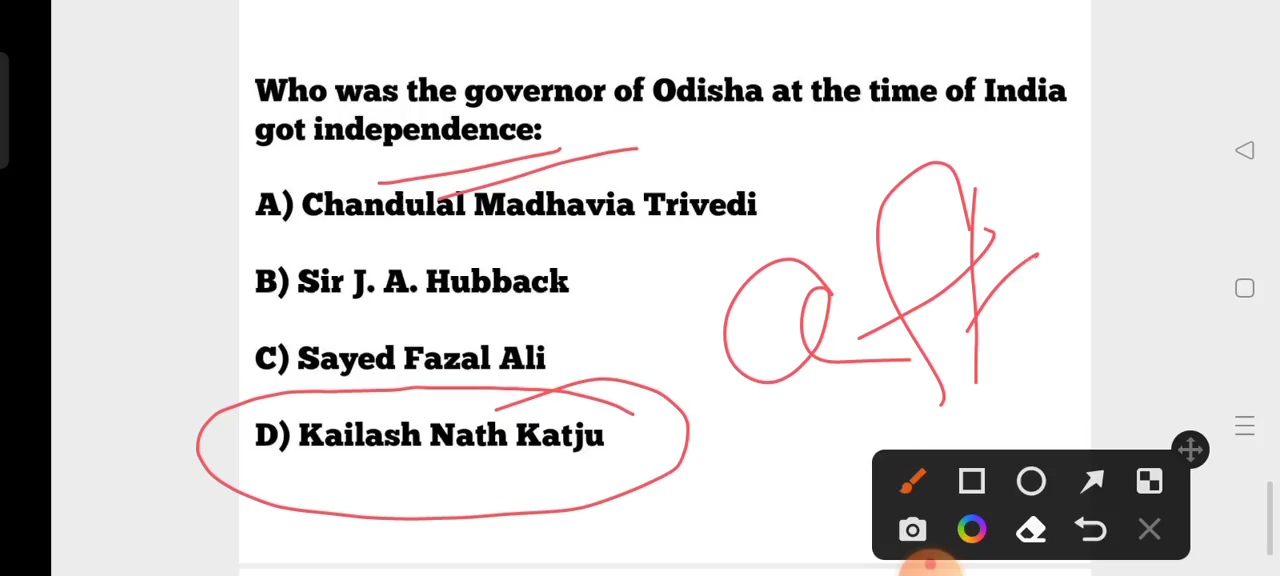 Who was the governor of Odisha at the time of India
got independence:
A) Chandulal Madhavia Trivedi
B) Sir J. A. Hubback
C) Sayed Fazal Ali
D) Kailash Nath Katju
aft